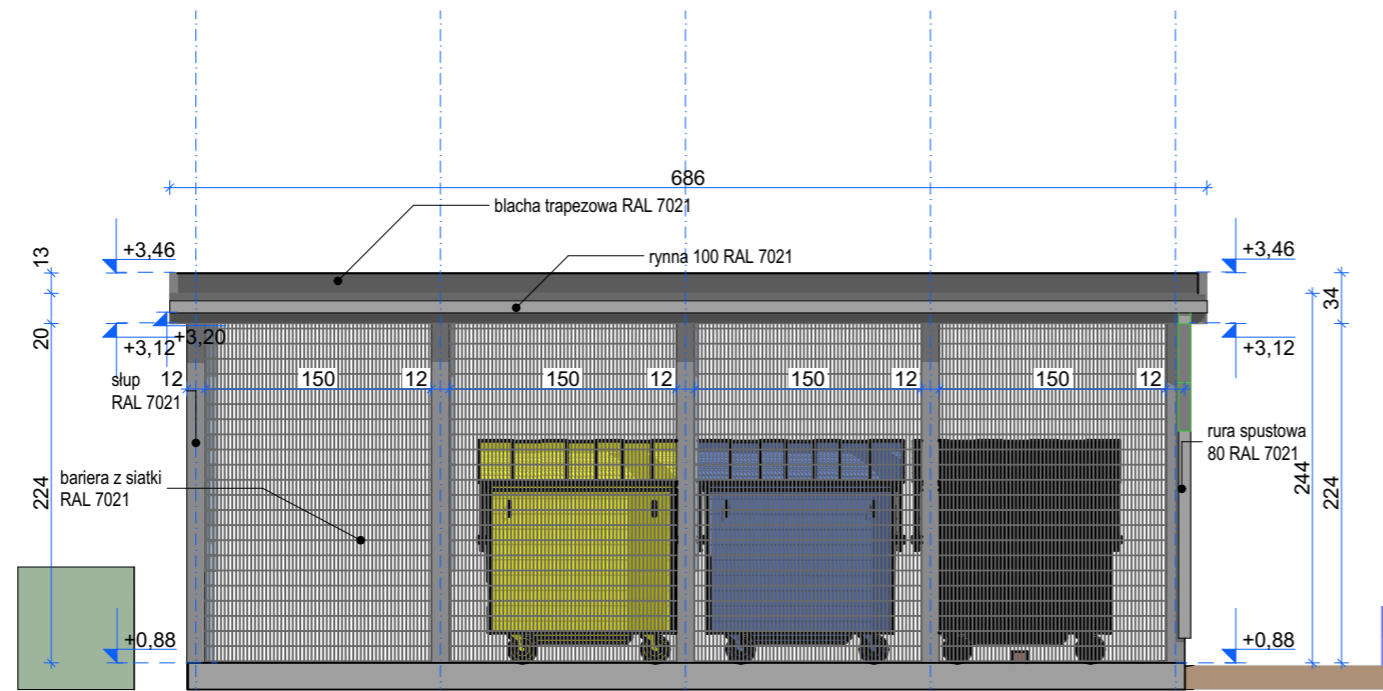 686
blacha trapezowa RAL 7021
13
+3,46
rynna 100 RAL 7021
+3,46
34
20
+3,12
+3,20
+3,12
słup
RAL 7021
12
150
12
150
12
150
12
150
12
rura spustowa
80 RAL 7021
bariera z siatki
RAL 7021
224
244
224
+0,88
+0,88